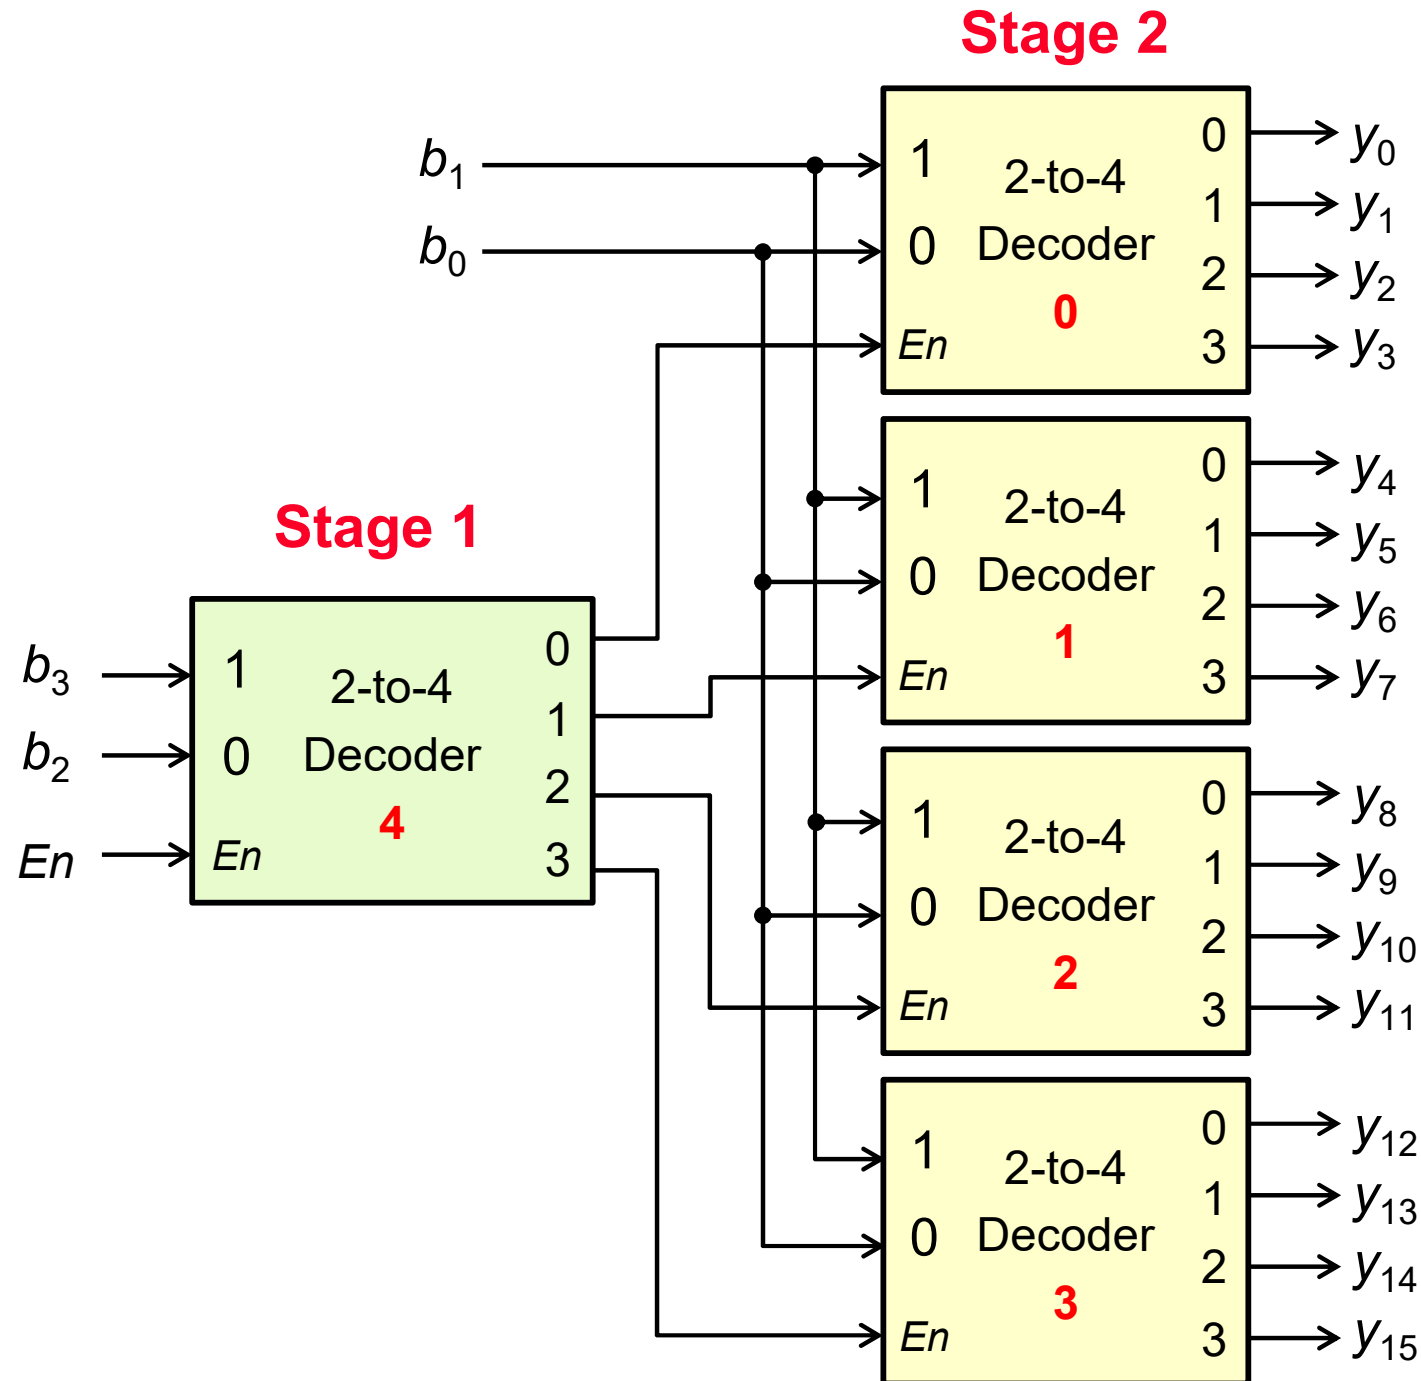 Stage 2
b1
b0
1
0
En
2-to-4
Decoder
0
0
1
2
3
y0
y1
y2
y3
1
0
En
2-to-4
Decoder
1
0
1
2
3
y4
y5
y6
y7
Stage 1
b3
b2
En
1
0
En
2-to-4
Decoder
4
0
1
2
3
1
0
En
2-to-4
Decoder
2
0
1
2
3
y8
y9
y10
y11
1
0
En
2-to-4
Decoder
3
0
1
2
3
y12
y13
y14
y15